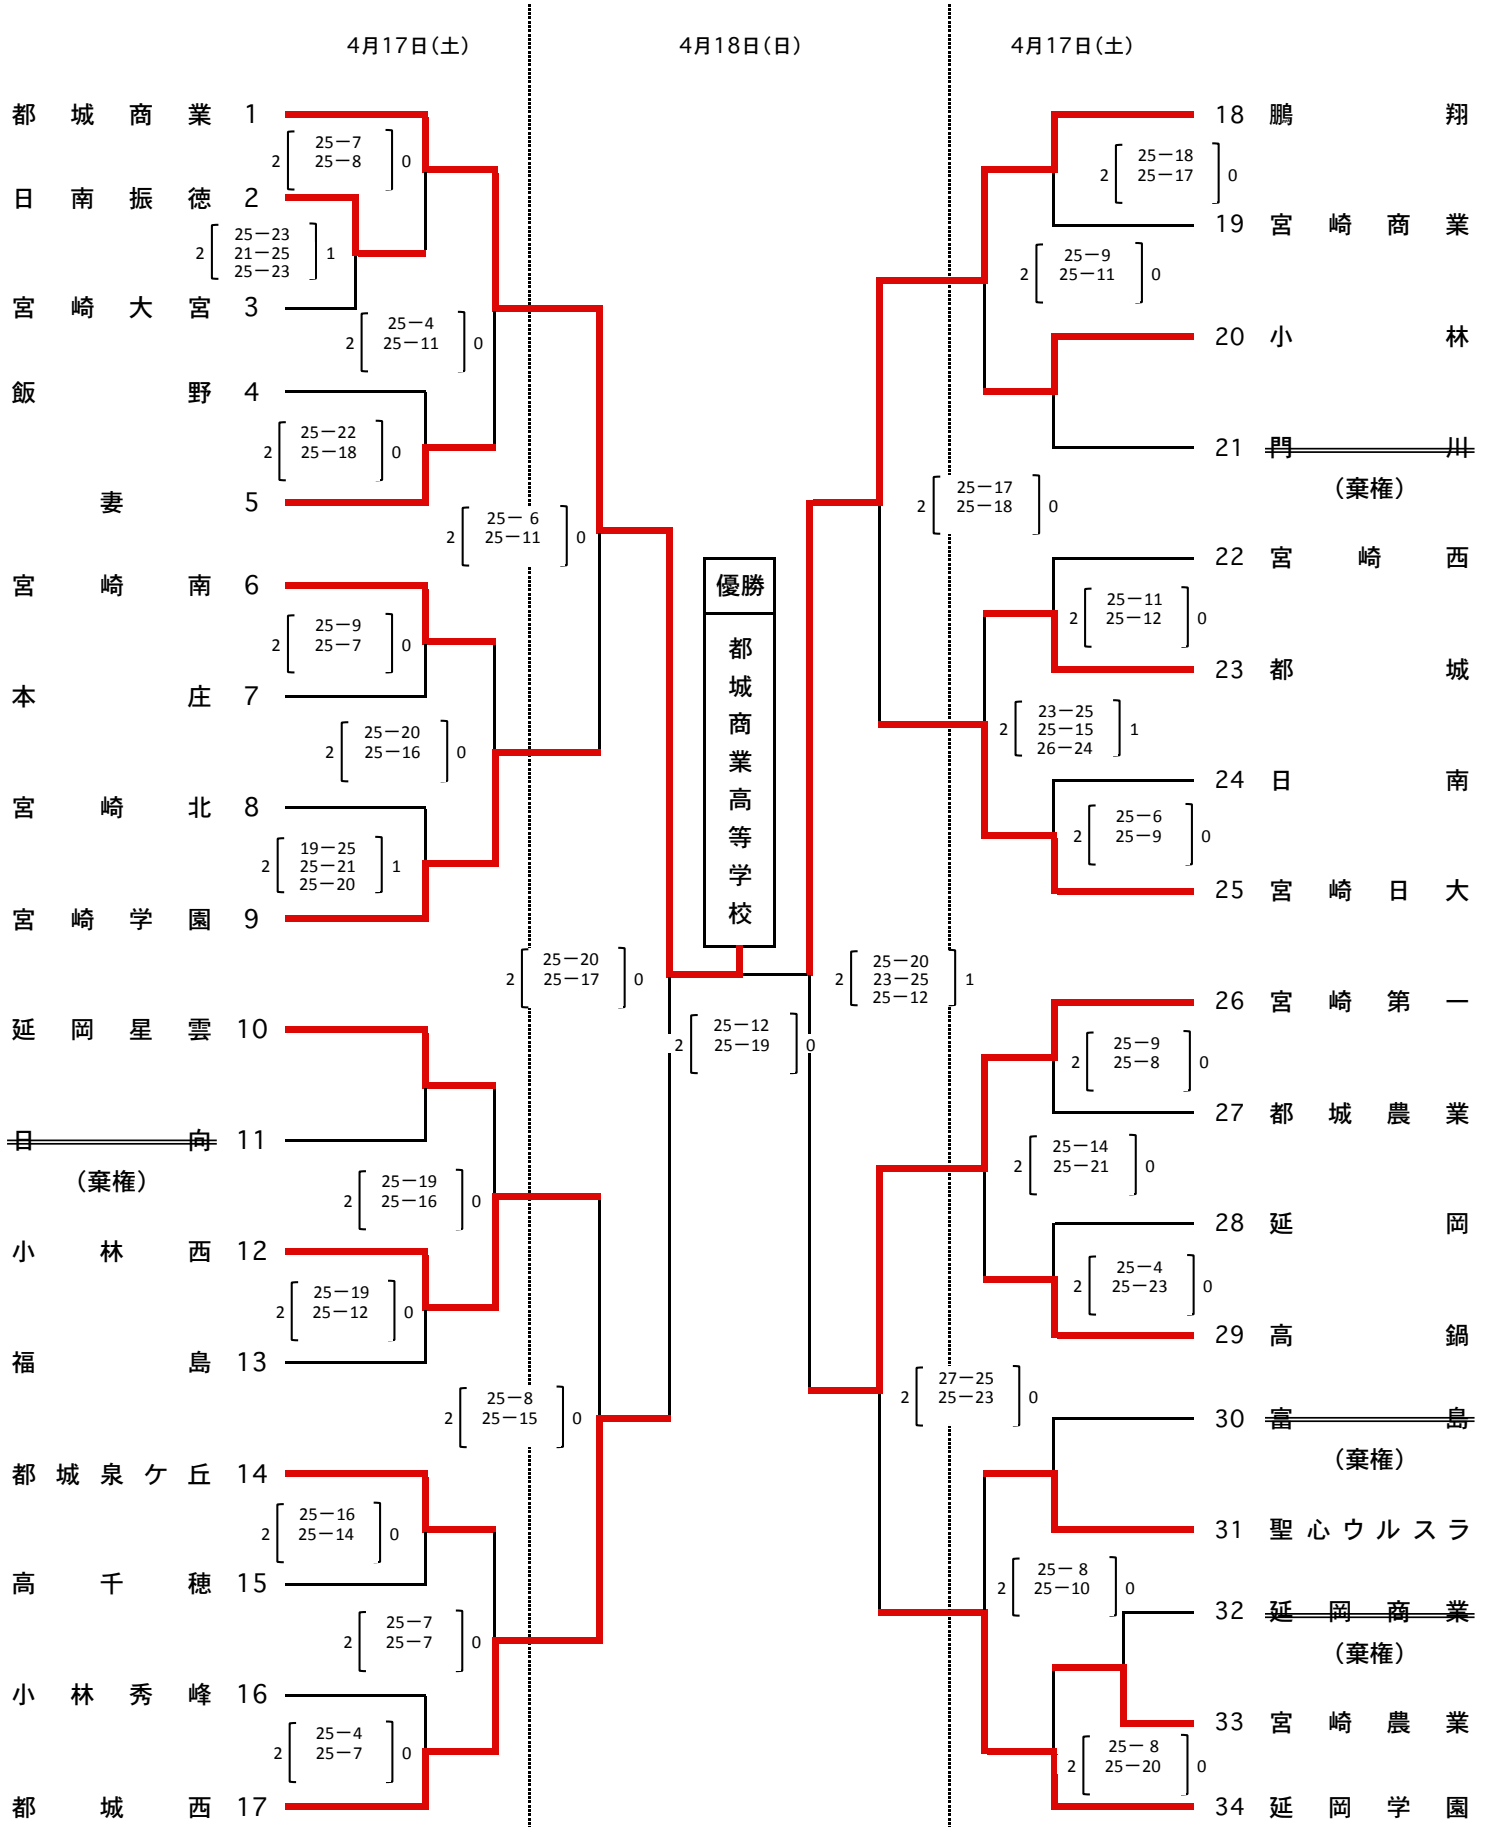 4月17日(土)
4月18日(日)
4月17日(土)
都城商業 1
2 25－7 0
25－8
日南振徳 2
25－23
2 21－25 1
25－23
宮崎大宮 3
2 25－4 0
25－11
飯野 4
2 25－22 0
25－18
妻 5
2 25－ 6 0
25－11
宮崎南 6
2 25－9 0
25－7
本庄 7
2 25－20 0
25－16
宮崎北 8
19－25
2 25－21 1
25－20
宮崎学園 9
2 25－20 0
25－17
延岡星雲 10
日向 11
(棄権)
2 25－19 0
25－16
小林西 12
2 25－19 0
25－12
福島 13
2 25－8 0
25－15
都城泉ケ丘 14
2 25－16 0
25－14
高千穂 15
2 25－7 0
25－7
小林秀峰 16
2 25－4 0
25－7
都城西 17
優勝
都城商業高等学校
2 25－12 0
25－19
18 鵬翔
2 25－18 0
25－17
19 宮崎商業
2 25－9 0
25－11
20 小林
21 門川
(棄権)
2 25－17 0
25－18
22 宮崎西
2 25－11 0
25－12
23 都城
23－25
2 25－15 1
26－24
24 日南
2 25－6 0
25－9
25 宮崎日大
25－20
2 23－25 1
25－12
26 宮崎第一
2 25－9 0
25－8
27 都城農業
2 25－14 0
25－21
28 延岡
2 25－4 0
25－23
29 高鍋
2 27－25 0
25－23
30 富島
(棄権)
31 聖心ウルスラ
2 25－ 8 0
25－10
32 延岡商業
(棄権)
33 宮崎農業
2 25－ 8 0
25－20
34 延岡学園